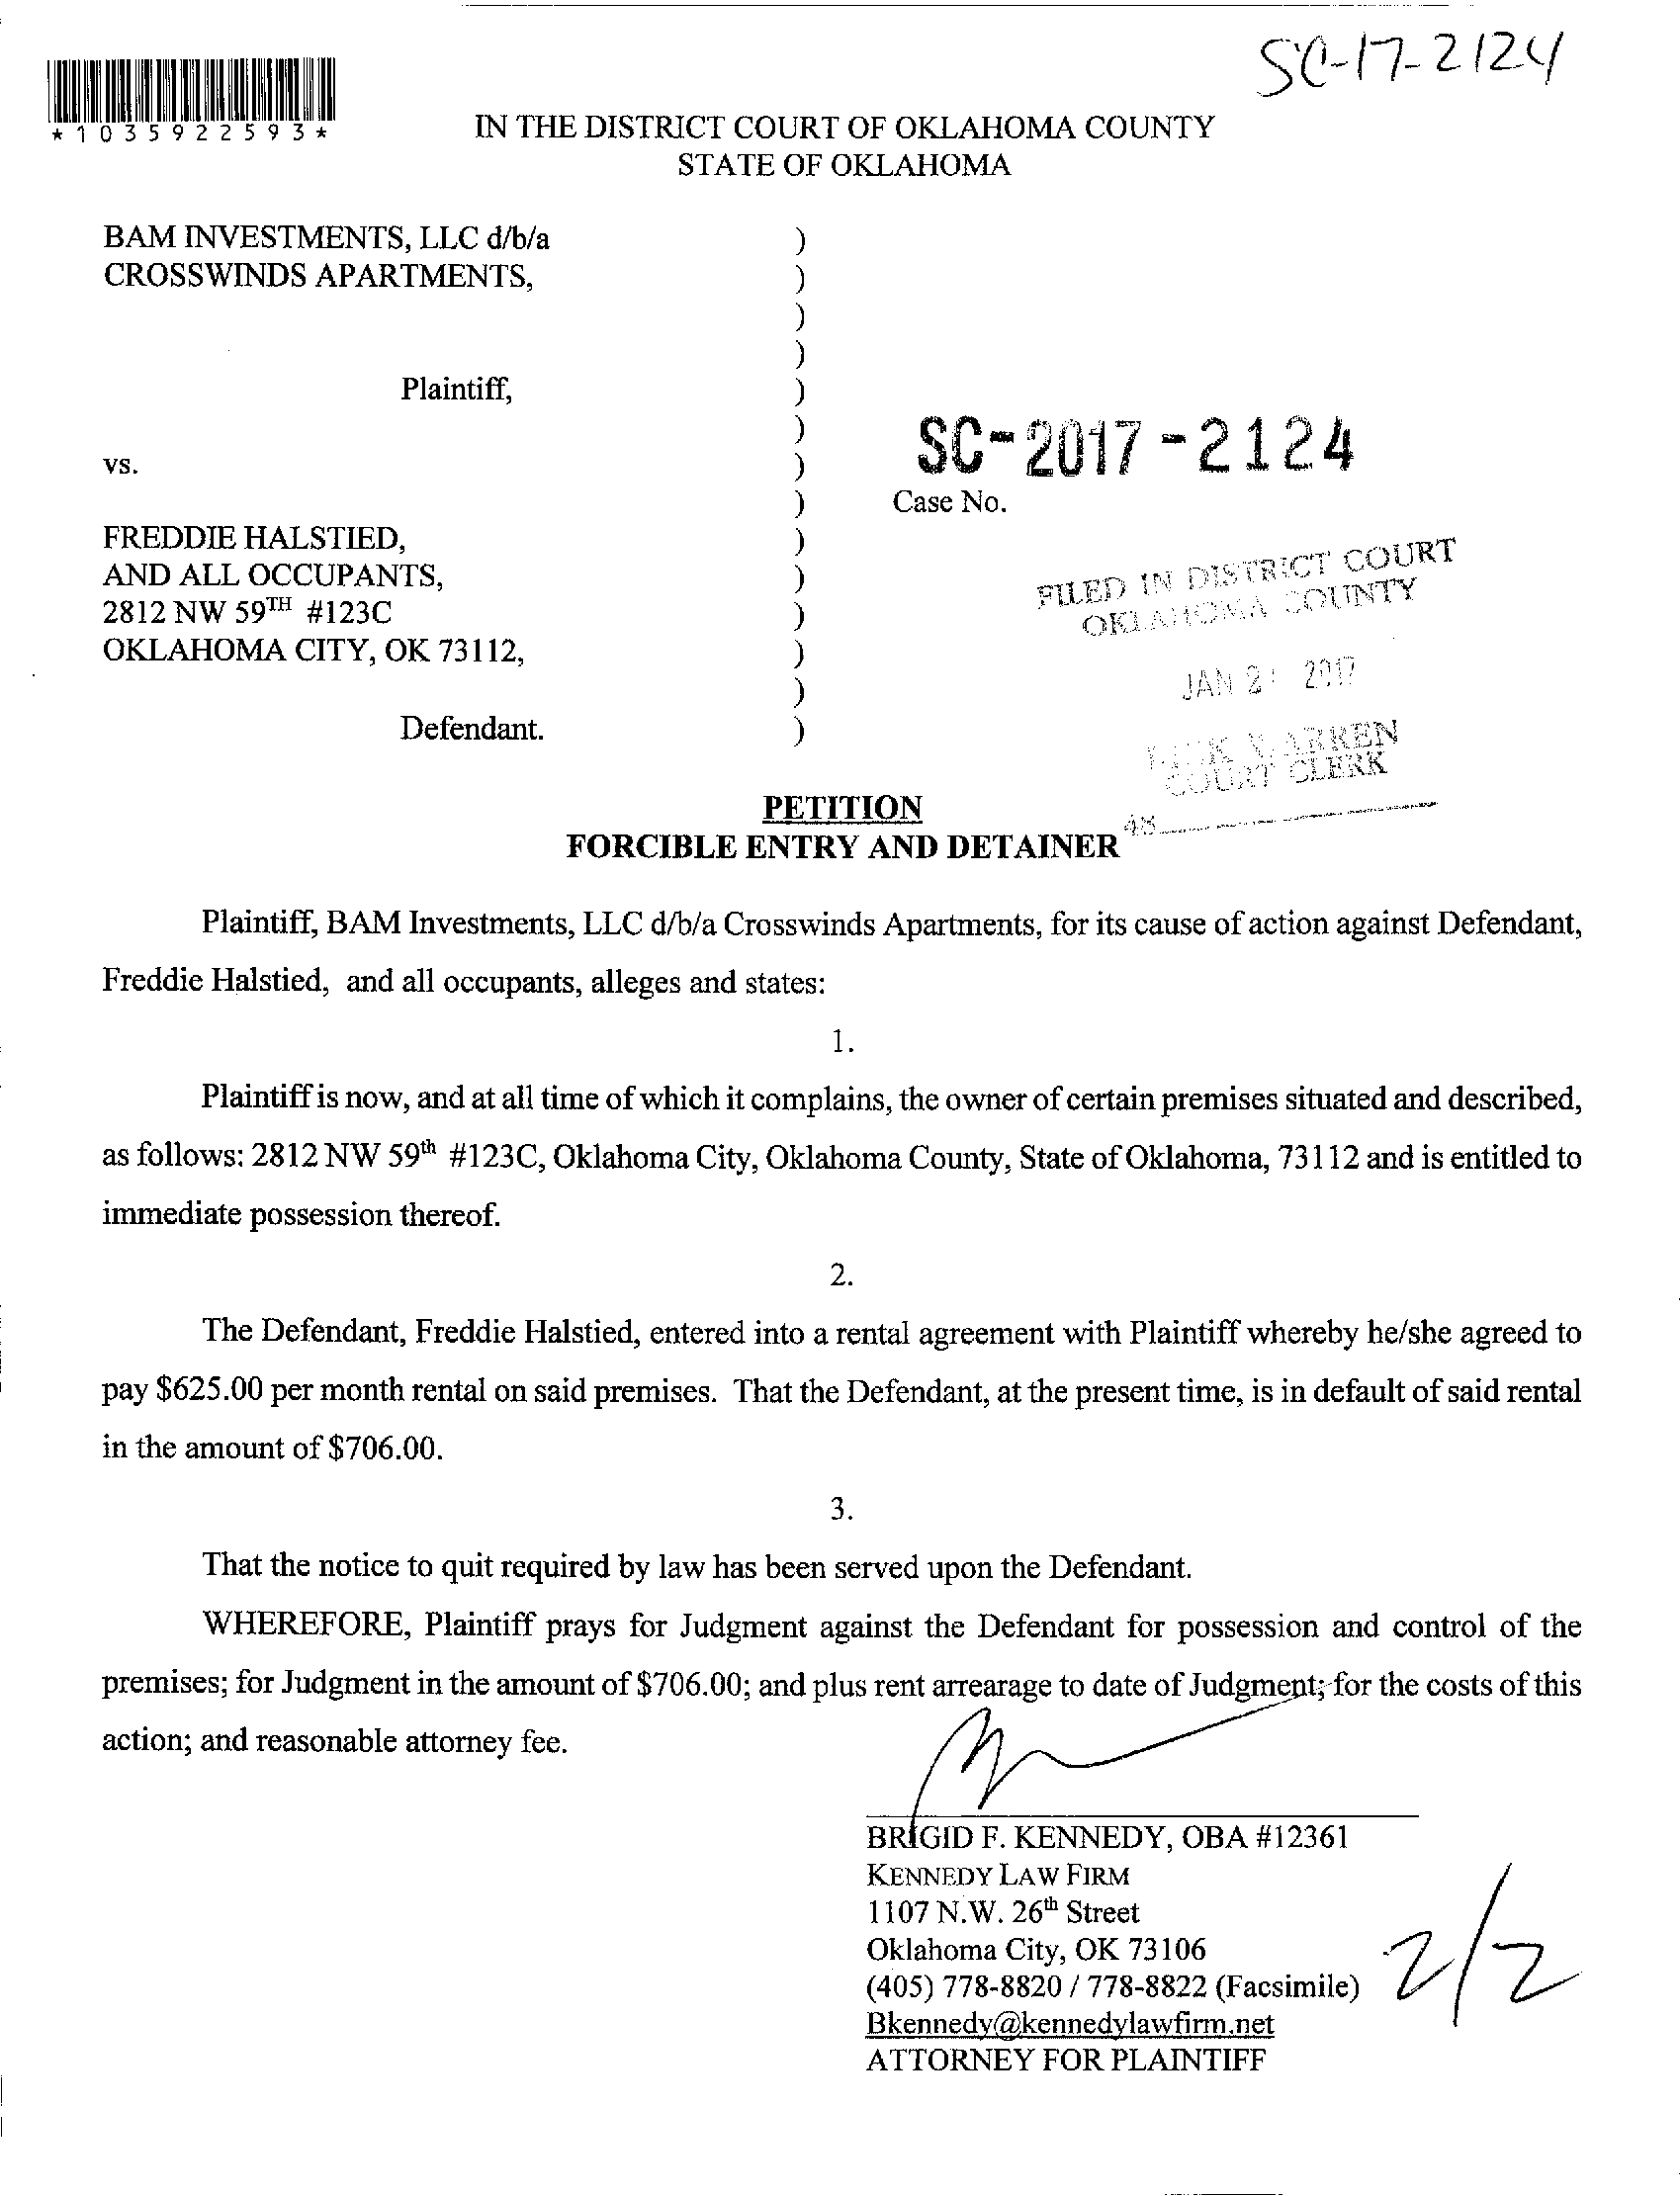 SC-17-2124
*1035922593*
IN THE DISTRICT COURT OF OKLAHOMA COUNTY
STATE OF OKLAHOMA
BAM INVESTMENTS, LLC d/b/a )
CROSSWINDS APARTMENTS, )
)
)
Plaintiff, )
)
vs. )
SC-2017-2124
) Case No.
FREDDIE HALSTIED, )
AND ALL OCCUPANTS, )
2812 NW 59TH #123C )
OKLAHOMA CITY, OK 73112, )
)
Defendant. )
FILED IN DISTRICT COURT
OKLAHOMA COUNTY
JAN 2 2017
WARREN
COURT CLERK
48
PETITION
FORCIBLE ENTRY AND DETAINER
Plaintiff, BAM Investments, LLC d/b/a Crosswinds Apartments, for its cause of action against Defendant,
Freddie Halstied, and all occupants, alleges and states:
1.
Plaintiff is now, and at all time of which it complains, the owner of certain premises situated and described,
as follows: 2812 NW 59th #123C, Oklahoma City, Oklahoma County, State of Oklahoma, 73112 and is entitled to
immediate possession thereof.
2.
The Defendant, Freddie Halstied, entered into a rental agreement with Plaintiff whereby he/she agreed to
pay $625.00 per month rental on said premises. That the Defendant, at the present time, is in default of said rental
in the amount of $706.00.
3.
That the notice to quit required by law has been served upon the Defendant.
WHEREFORE, Plaintiff prays for Judgment against the Defendant for possession and control of the
premises; for Judgment in the amount of $706.00; and plus rent arrearage to date of Judgment; for the costs of this
action; and reasonable attorney fee.
BRIGID F. KENNEDY, OBA #12361
KENNEDY LAW FIRM
1107 N.W. 26th Street
Oklahoma City, OK 73106
(405) 778-8820 / 778-8822 (Facsimile)
Bkennedy@kennedylawfirm.net
ATTORNEY FOR PLAINTIFF
2/2